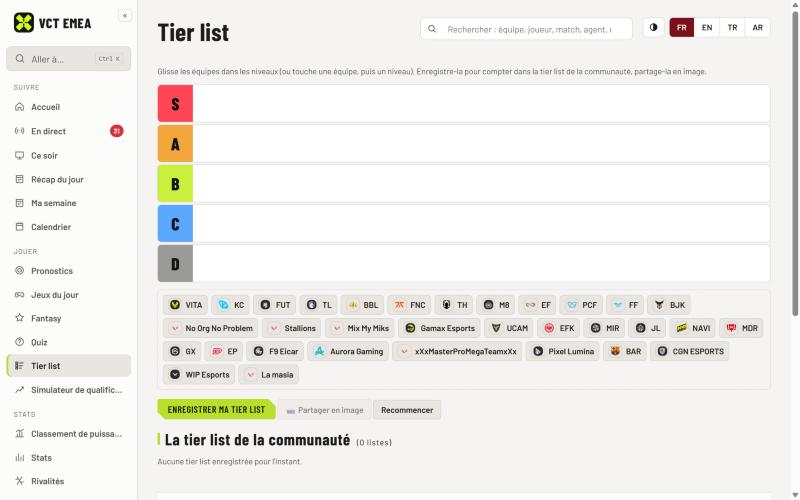 VCT EMEA
«
Aller à...
Ctrl K
SUIVRE
Accueil
En direct
31
Ce soir
Récap du jour
Ma semaine
Calendrier
JOUER
Pronostics
Jeux du jour
Fantasy
Quiz
Tier list
Simulateur de qualific...
STATS
Classement de puissa...
Stats
Rivalités
Tier list
Rechercher : équipe, joueur, match, agent,
FR EN TR AR
Glisse les équipes dans les niveaux (ou touche une équipe, puis un niveau). Enregistre-la pour compter dans la tier list de la communauté, partage-la en image.
S
A
B
C
D
VITA KC FUT TL BBL FNC TH M8 EF PCF FF BJK
No Org No Problem Stallions Mix My Miks Gamax Esports UCAM EFK MIR JL NAVI MDR
GX EP F9 Eicar Aurora Gaming xXxMasterProMegaTeamxXx Pixel Lumina BAR CGN ESPORTS
WIP Esports La masia
ENREGISTRER MA TIER LIST Partager en image Recommencer
La tier list de la communauté (0 listes)
Aucune tier list enregistrée pour l'instant.